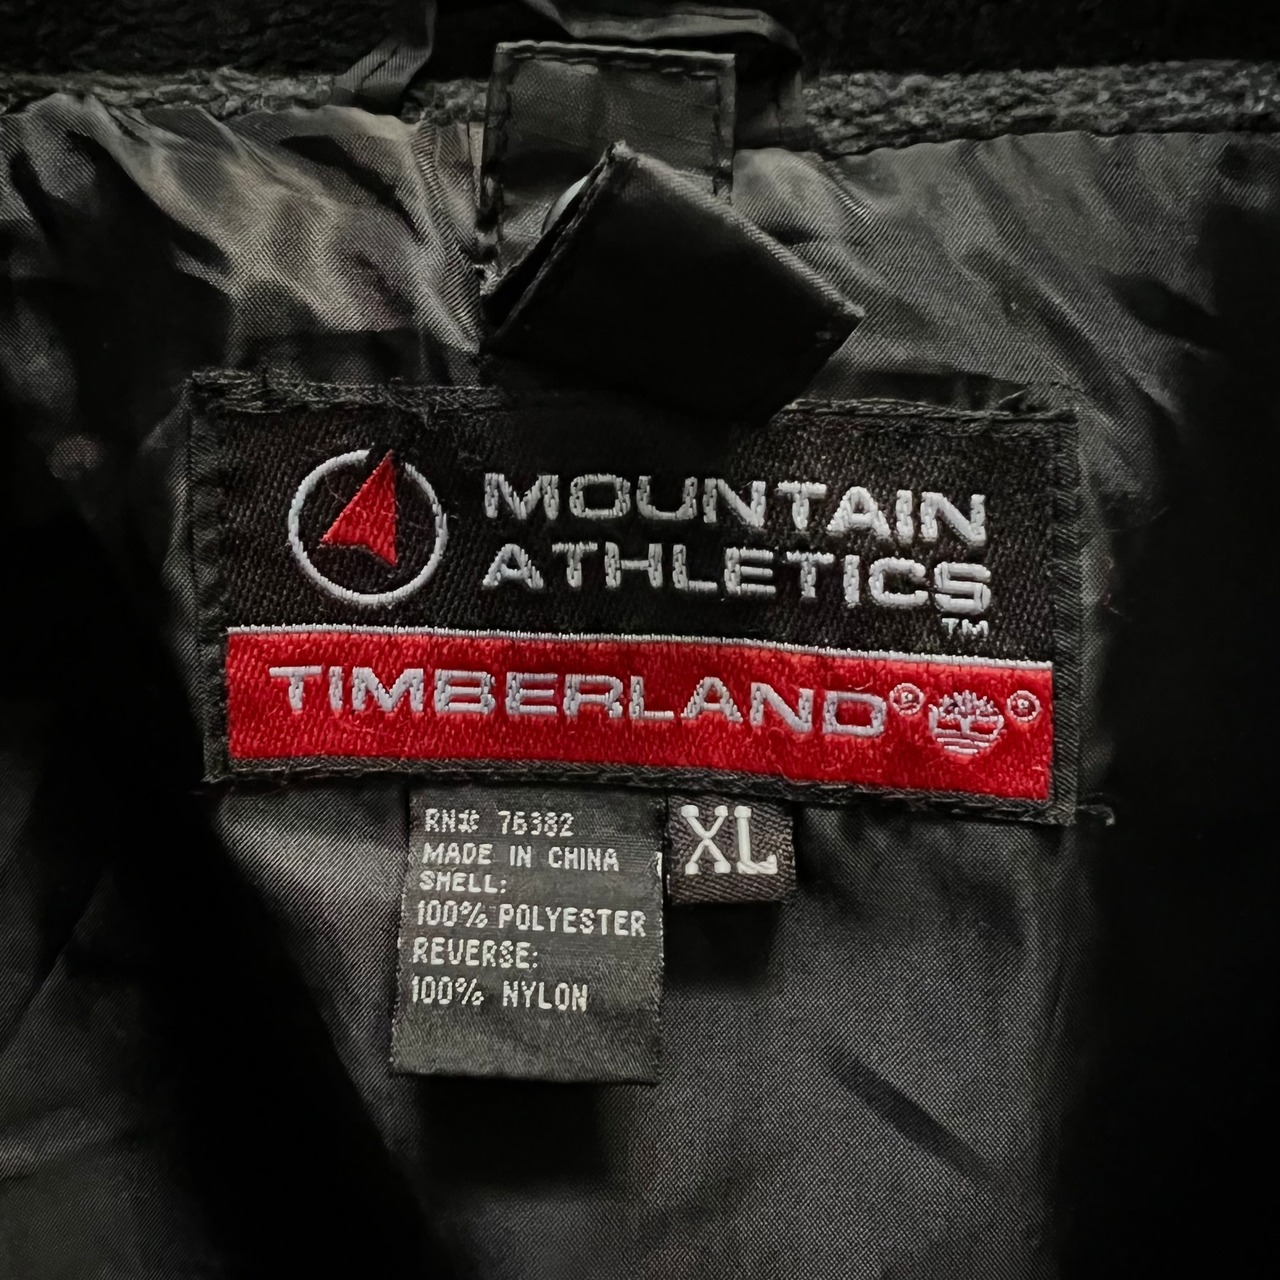 MOUNTAIN
ATHLETICS
TM
TIMBERLAND® ®
RN# 76382
MADE IN CHINA
SHELL:
100% POLYESTER
REVERSE:
100% NYLON
XL